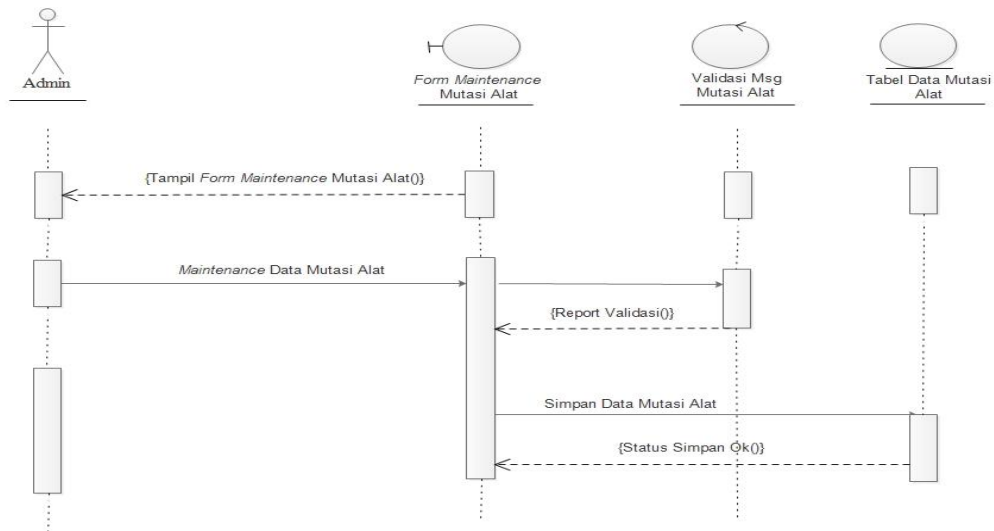 Admin
Form Maintenance
Mutasi Alat
Validasi Msg
Mutasi Alat
Tabel Data Mutasi
Alat
{Tampil Form Maintenance Mutasi Alat()}
Maintenance Data Mutasi Alat
{Report Validasi()}
Simpan Data Mutasi Alat
{Status Simpan Ok()}